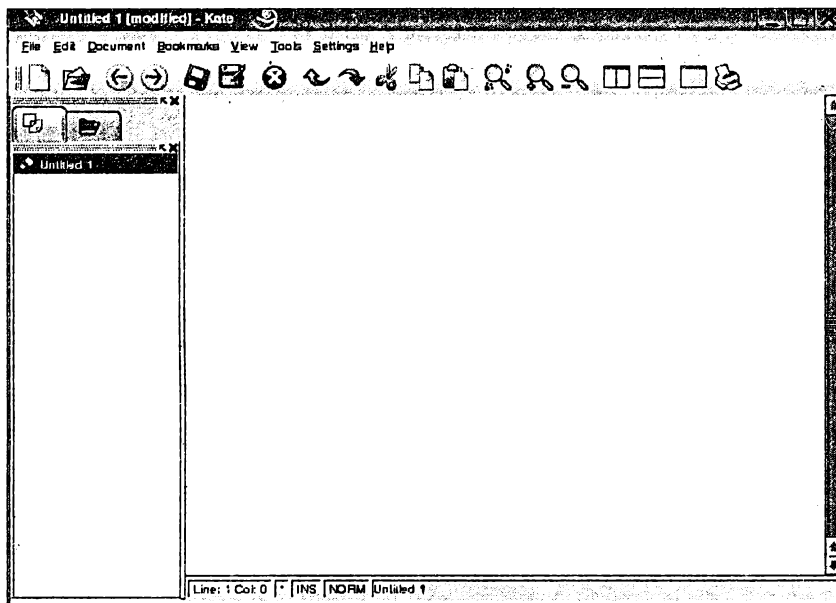 Untitled 1 [modified] - Kate
File Edit Document Bookmarks View Tools Settings Help
Untitled 1
Line: 1 Col: 0 * INS NORM Untitled 1